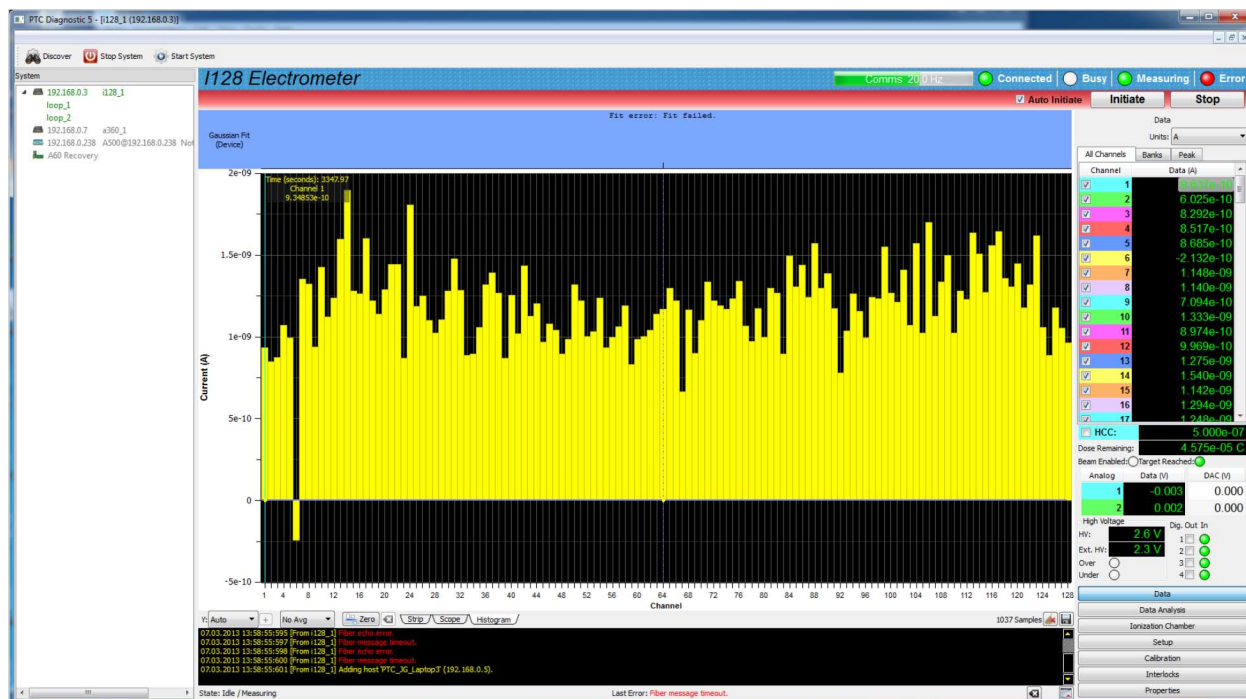 PTC Diagnostic 5 - [i128_1 (192.168.0.3)]
Discover Stop System Start System
System
192.168.0.3 i128_1
loop_1
loop_2
192.168.0.7 a360_1
192.168.0.238 A500@192.168.0.238 Not
A60 Recovery
I128 Electrometer
Comms 20.0 Hz Connected Busy Measuring Error
Auto Initiate Initiate Stop
Fit error: Fit failed.
Gaussian Fit
(Device)
Time (seconds): 3347.97
Channel 1
9.34853e-10
Current (A)
2e-09
1.5e-09
1e-09
5e-10
0
-5e-10
1 4 8 12 16 20 24 28 32 36 40 44 48 52 56 60 64 68 72 76 80 84 88 92 96 100 104 108 112 116 120 124 128
Channel
Y: Auto + No Avg Zero Strip Scope Histogram 1037 Samples
07.03.2013 13:58:55:595 [From i128_1] Fiber echo error.
07.03.2013 13:58:55:597 [From i128_1] Fiber message timeout.
07.03.2013 13:58:55:598 [From i128_1] Fiber echo error.
07.03.2013 13:58:55:600 [From i128_1] Fiber message timeout.
07.03.2013 13:58:55:601 [From i128_1] Adding host 'PTC_JG_Laptop3' (192.168.0.5).
State: Idle / Measuring Last Error: Fiber message timeout.
Data
Units: A
All Channels Banks Peak
Channel Data (A)
1
2 6.025e-10
3 8.292e-10
4 8.517e-10
5 8.685e-10
6 -2.132e-10
7 1.148e-09
8 1.140e-09
9 7.094e-10
10 1.333e-09
11 8.974e-10
12 9.969e-10
13 1.275e-09
14 1.540e-09
15 1.142e-09
16 1.294e-09
17 1.248e-09
HCC: 5.000e-07
Dose Remaining: 4.575e-05 C
Beam Enabled: Target Reached:
Analog Data (V) DAC (V)
1 -0.003 0.000
2 0.002 0.000
High Voltage Dig. Out In
HV: 2.6 V 1
Ext. HV: 2.3 V 2
Over 3
Under 4
Data
Data Analysis
Ionization Chamber
Setup
Calibration
Interlocks
Properties